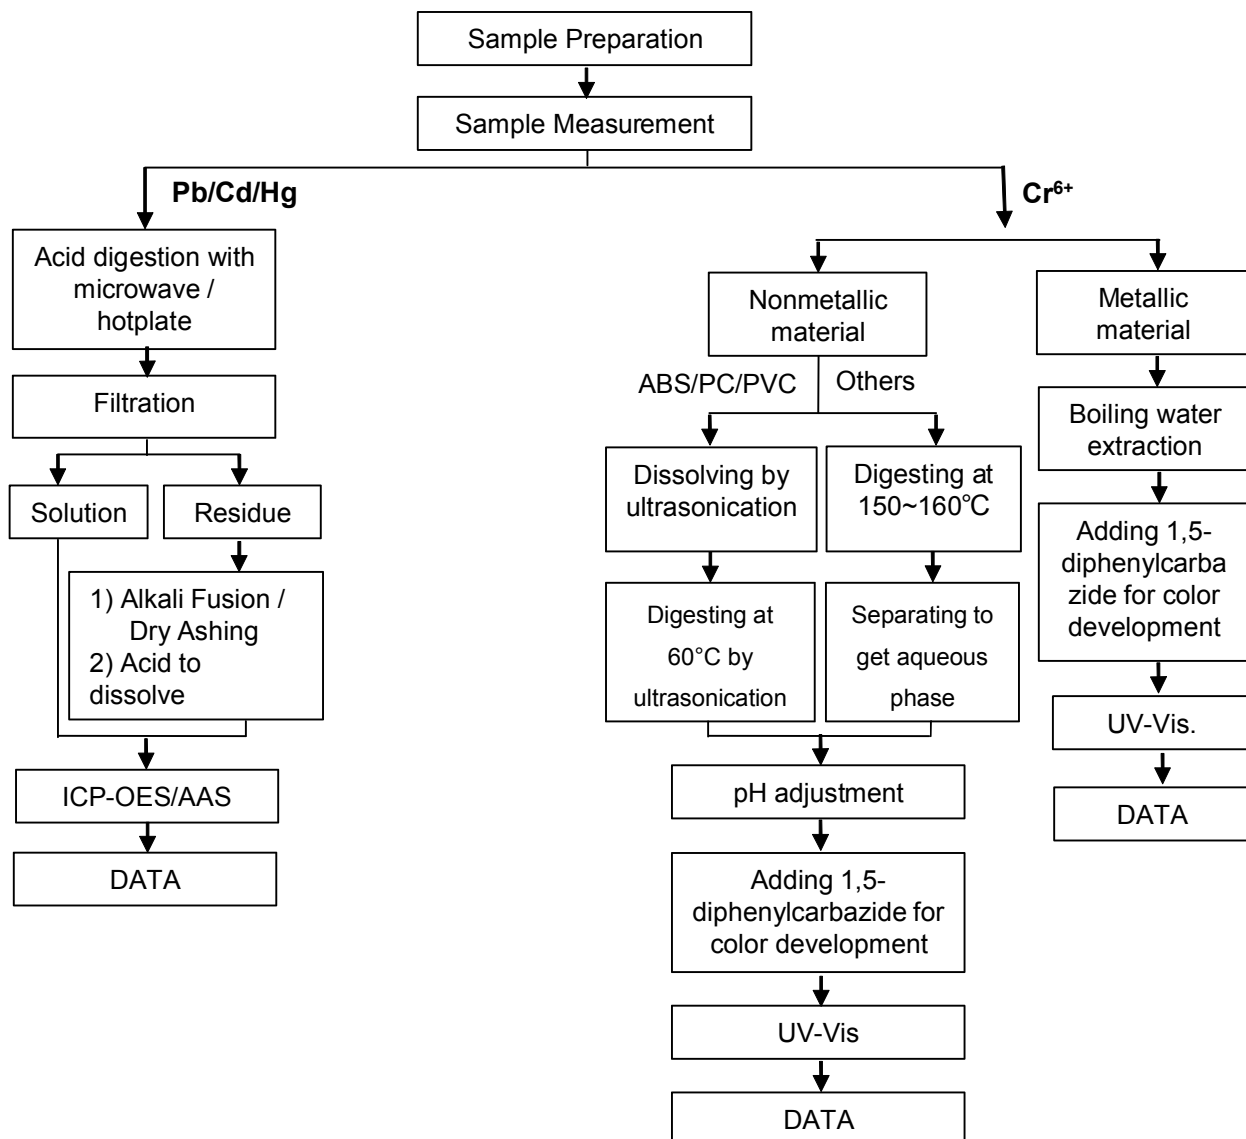 Sample Preparation
Sample Measurement
Pb/Cd/Hg
Cr⁶⁺
Acid digestion with
microwave /
hotplate
Filtration
Solution
Residue
1) Alkali Fusion /
Dry Ashing
2) Acid to
dissolve
ICP-OES/AAS
DATA
Nonmetallic
material
ABS/PC/PVC
Others
Dissolving by
ultrasonication
Digesting at
150~160℃
Digesting at
60°C by
ultrasonication
Separating to
get aqueous
phase
pH adjustment
Adding 1,5-
diphenylcarbazide for
color development
UV-Vis
DATA
Metallic
material
Boiling water
extraction
Adding 1,5-
diphenylcarba
zide for color
development
UV-Vis.
DATA